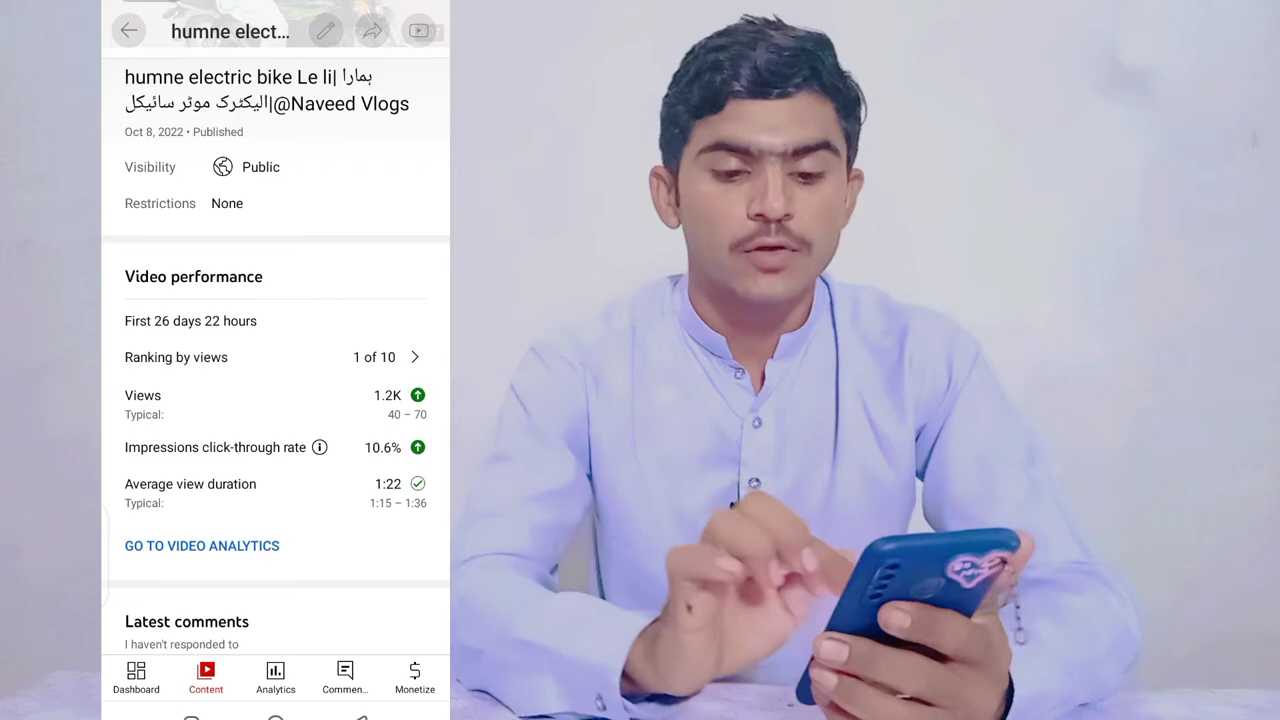 humne elect...
humne electric bike Le li| ہمارا
الیکٹرک موٹر سائیکل|@Naveed Vlogs
Oct 8, 2022 • Published
Visibility Public
Restrictions None
Video performance
First 26 days 22 hours
Ranking by views 1 of 10
Views 1.2K
Typical: 40 – 70
Impressions click-through rate 10.6%
Average view duration 1:22
Typical: 1:15 – 1:36
GO TO VIDEO ANALYTICS
Latest comments
I haven't responded to
Dashboard Content Analytics Commen... Monetize